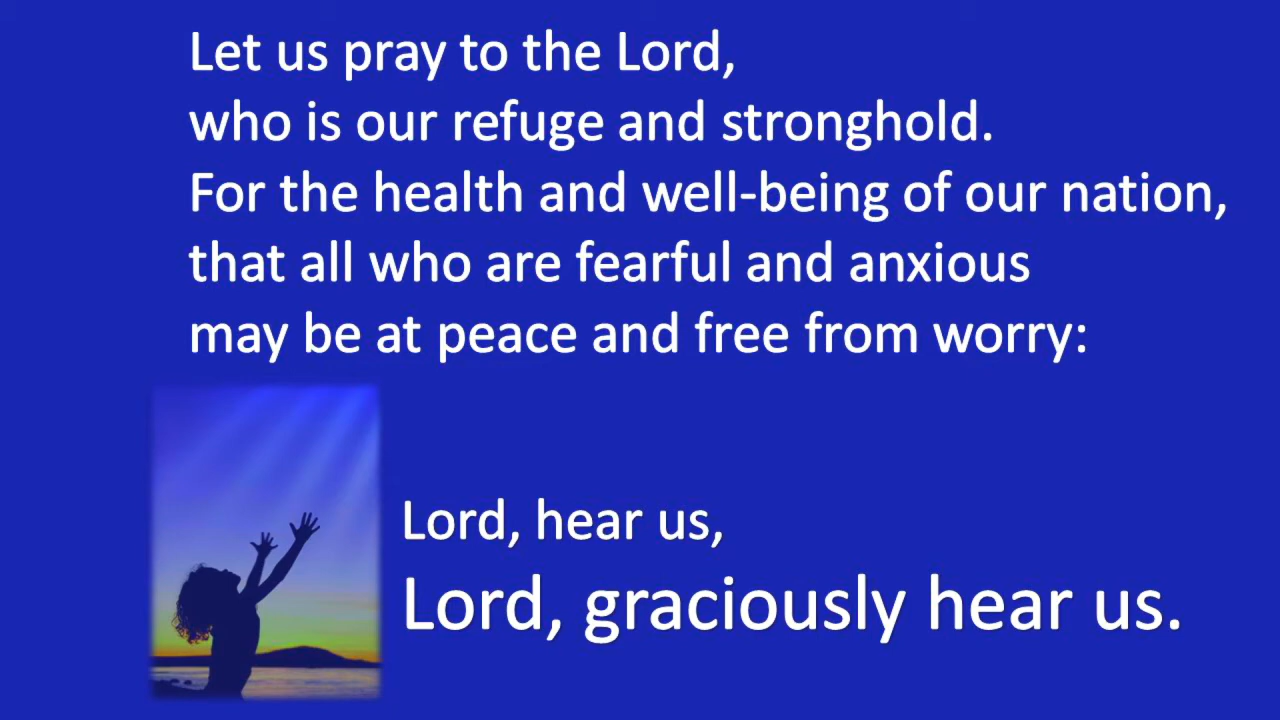 Let us pray to the Lord,
who is our refuge and stronghold.
For the health and well-being of our nation,
that all who are fearful and anxious
may be at peace and free from worry:
Lord, hear us,
Lord, graciously hear us.